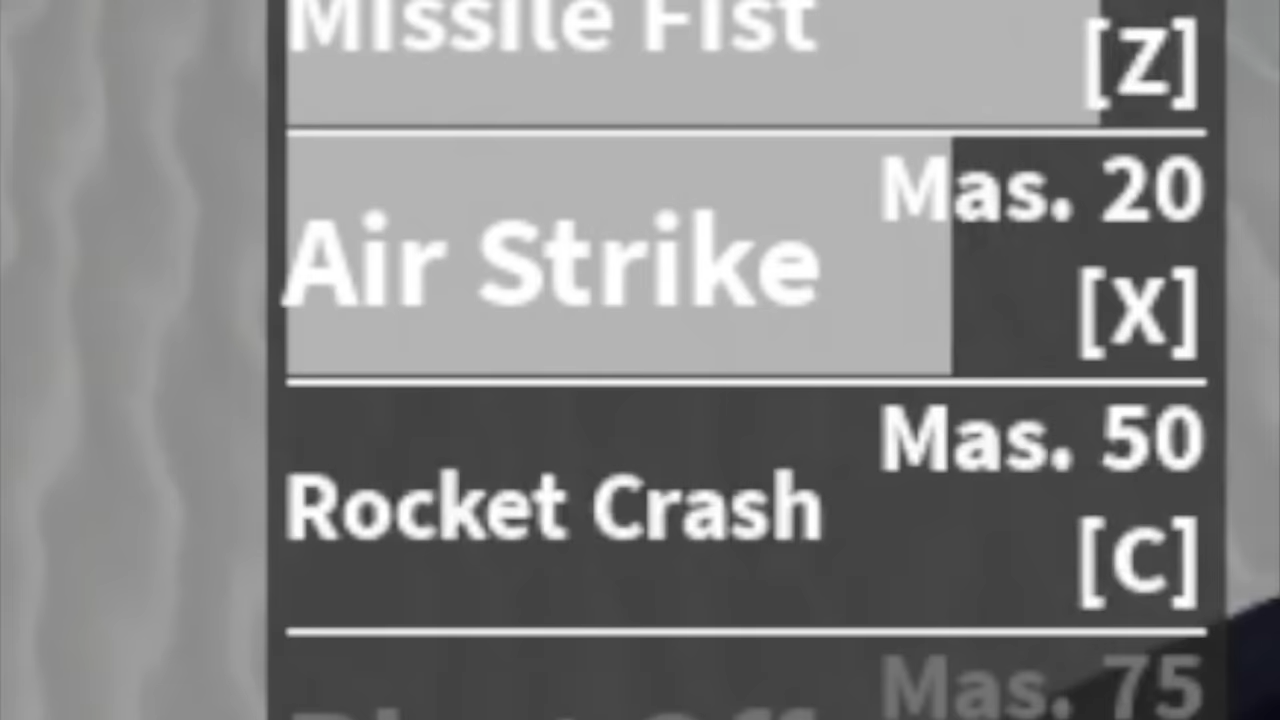 Missile Fist
[Z]
Mas. 20
Air Strike
[X]
Mas. 50
Rocket Crash
[C]
Mas. 75